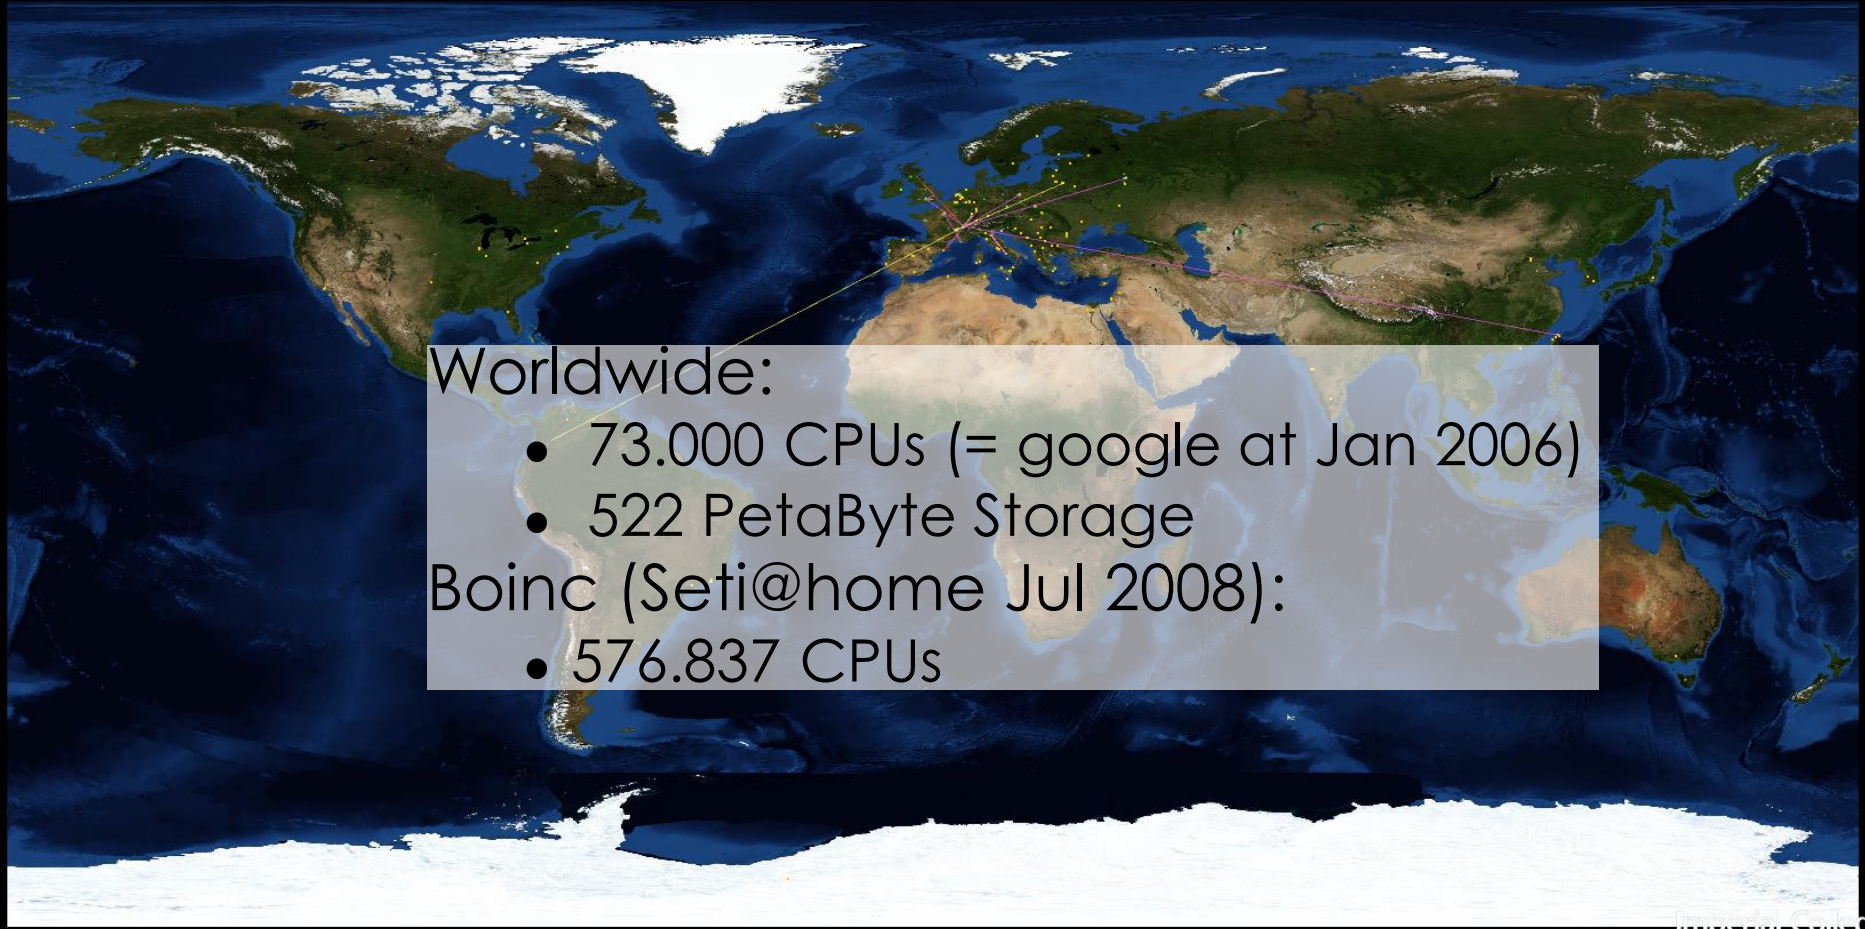 Worldwide:
● 73.000 CPUs (= google at Jan 2006)
● 522 PetaByte Storage
Boinc (Seti@home Jul 2008):
● 576.837 CPUs
Imperial